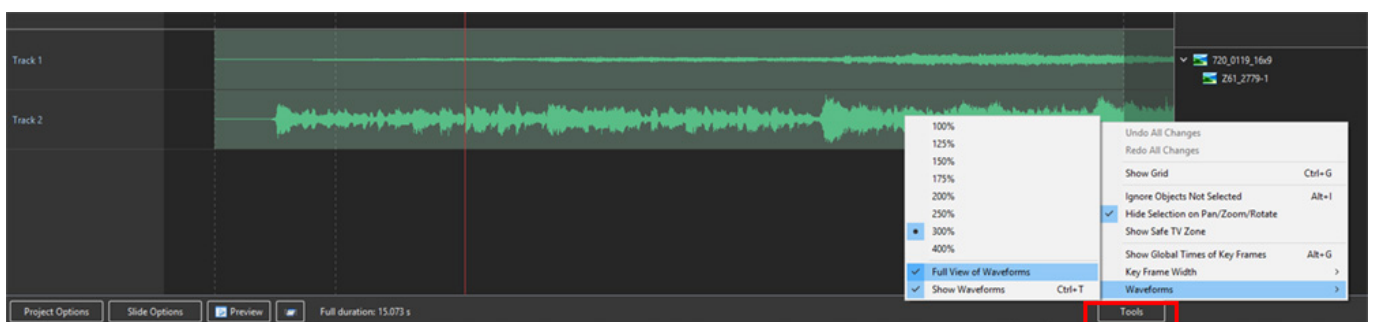 Track 1
720_0119_16x9
Z61_2779-1
Track 2
100%
125%
150%
175%
200%
250%
300%
400%
Full View of Waveforms
Show Waveforms Ctrl+T
Undo All Changes
Redo All Changes
Show Grid Ctrl+G
Ignore Objects Not Selected Alt+I
Hide Selection on Pan/Zoom/Rotate
Show Safe TV Zone
Show Global Times of Key Frames Alt+G
Key Frame Width
Waveforms
Project Options Slide Options Preview Full duration: 15.073 s Tools